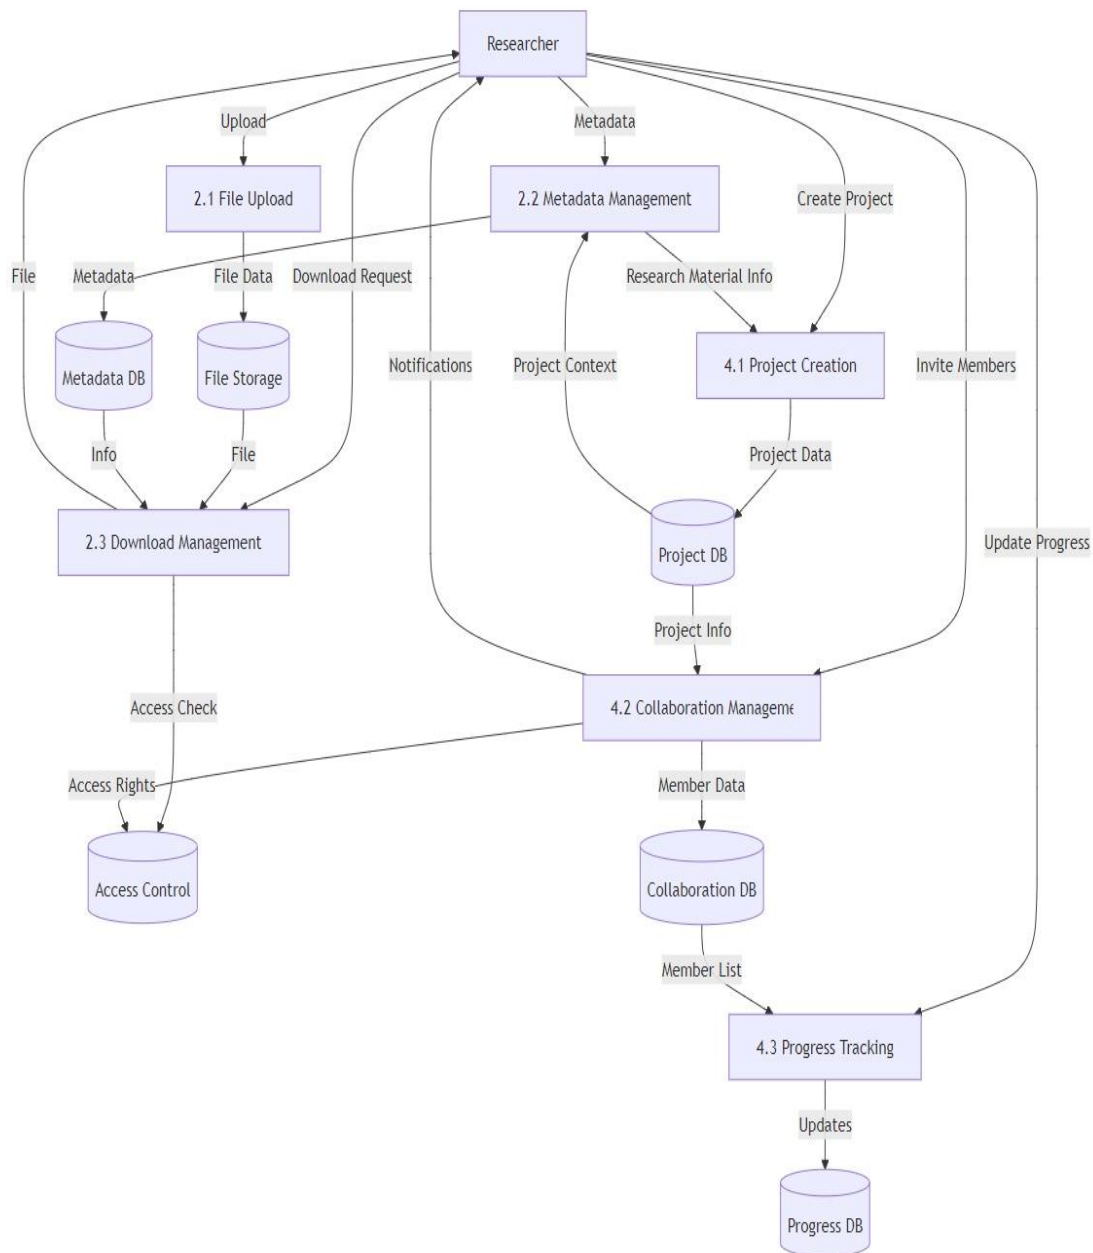 Researcher
Upload
Metadata
2.1 File Upload
2.2 Metadata Management
Create Project
File
Metadata
File Data
Download Request
Research Material Info
Metadata DB
File Storage
Notifications
Project Context
4.1 Project Creation
Invite Members
Info
File
Project Data
2.3 Download Management
Project DB
Update Progress
Project Info
Access Check
4.2 Collaboration Manageme
Access Rights
Member Data
Access Control
Collaboration DB
Member List
4.3 Progress Tracking
Updates
Progress DB